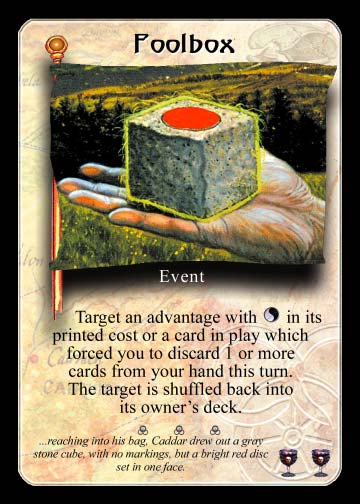 Foolbox
Event
Target an advantage with in its
printed cost or a card in play which
forced you to discard 1 or more
cards from your hand this turn.
The target is shuffled back into
its owner's deck.
...reaching into his bag, Caddar drew out a gray
stone cube, with no markings, but a bright red disc
set in one face.